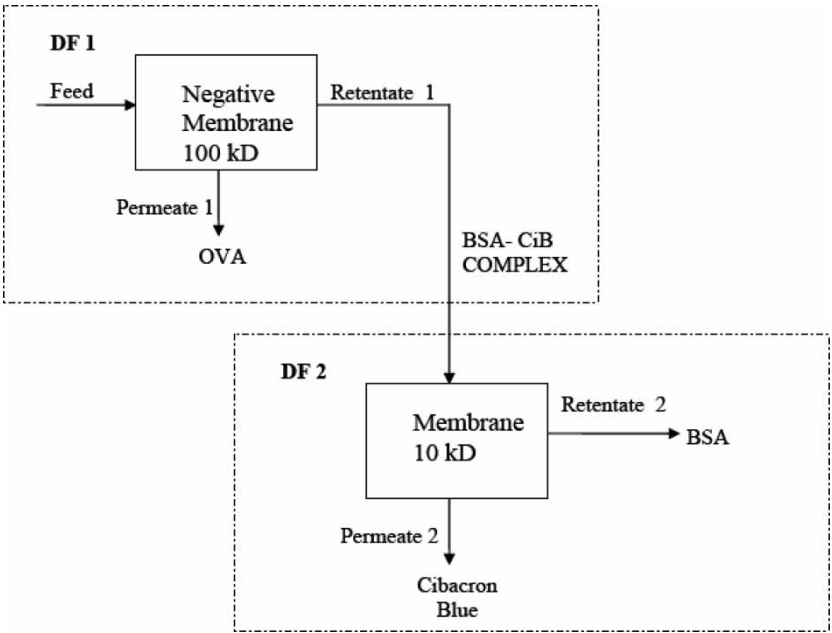 DF 1
Feed
Negative
Membrane
100 kD
Retentate 1
Permeate 1
OVA
BSA- CiB
COMPLEX
DF 2
Membrane
10 kD
Retentate 2
BSA
Permeate 2
Cibacron
Blue